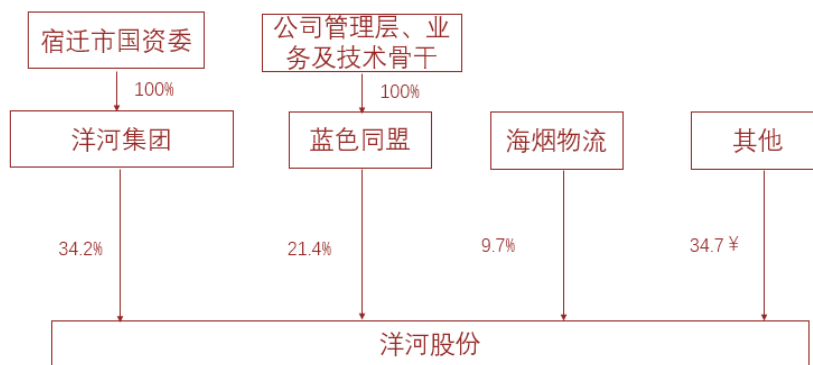 宿迁市国资委
公司管理层、业
务及技术骨干
100%
100%
洋河集团
蓝色同盟
海烟物流
其他
34.2%
21.4%
9.7%
34.7￥
洋河股份